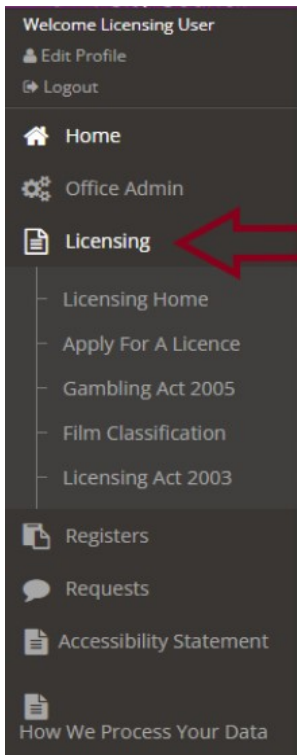 Welcome Licensing User
Edit Profile
Logout
Home
Office Admin
Licensing
Licensing Home
Apply For A Licence
Gambling Act 2005
Film Classification
Licensing Act 2003
Registers
Requests
Accessibility Statement
How We Process Your Data